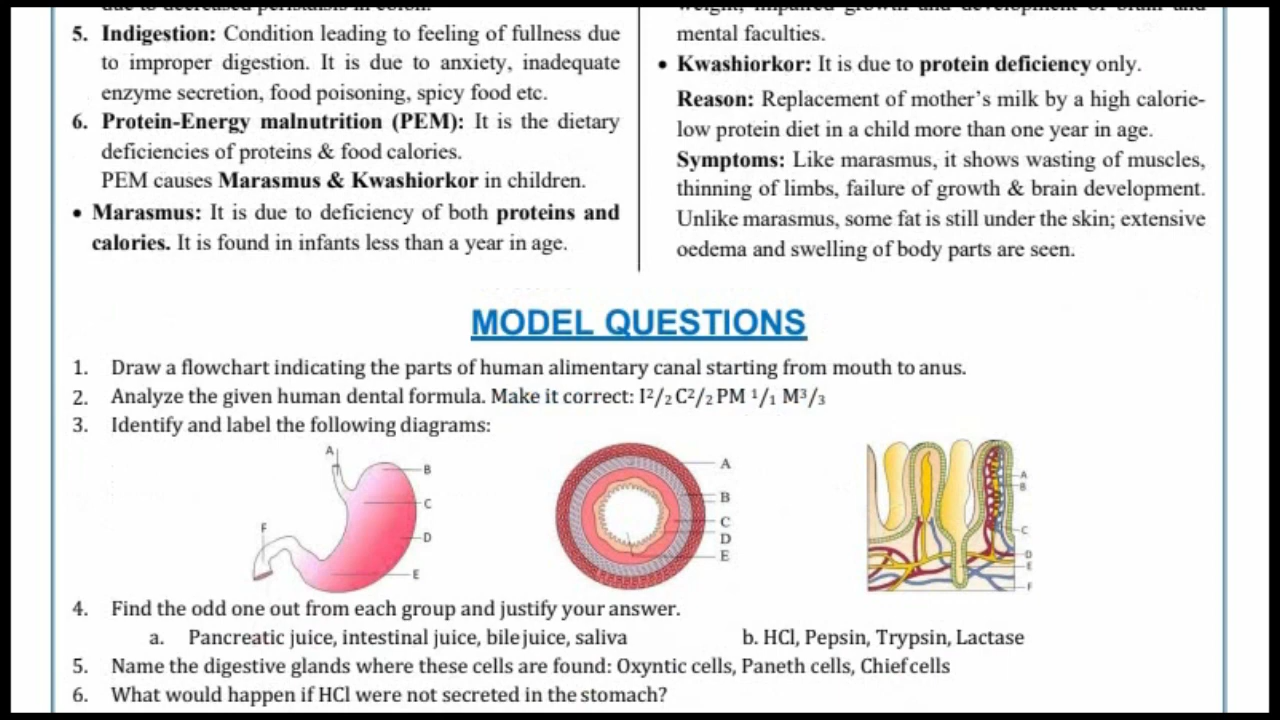 5. Indigestion: Condition leading to feeling of fullness due
to improper digestion. It is due to anxiety, inadequate
enzyme secretion, food poisoning, spicy food etc.
6. Protein-Energy malnutrition (PEM): It is the dietary
deficiencies of proteins & food calories.
PEM causes Marasmus & Kwashiorkor in children.
• Marasmus: It is due to deficiency of both proteins and
calories. It is found in infants less than a year in age.
mental faculties.
• Kwashiorkor: It is due to protein deficiency only.
Reason: Replacement of mother's milk by a high calorie-
low protein diet in a child more than one year in age.
Symptoms: Like marasmus, it shows wasting of muscles,
thinning of limbs, failure of growth & brain development.
Unlike marasmus, some fat is still under the skin; extensive
oedema and swelling of body parts are seen.
MODEL QUESTIONS
1. Draw a flowchart indicating the parts of human alimentary canal starting from mouth to anus.
2. Analyze the given human dental formula. Make it correct: I²/₂ C²/₂ PM ¹/₁ M³/₃
3. Identify and label the following diagrams:
A
B
C
D
E
F
A
B
C
D
E
A
B
C
D
E
F
4. Find the odd one out from each group and justify your answer.
a. Pancreatic juice, intestinal juice, bile juice, saliva
b. HCl, Pepsin, Trypsin, Lactase
5. Name the digestive glands where these cells are found: Oxyntic cells, Paneth cells, Chief cells
6. What would happen if HCl were not secreted in the stomach?